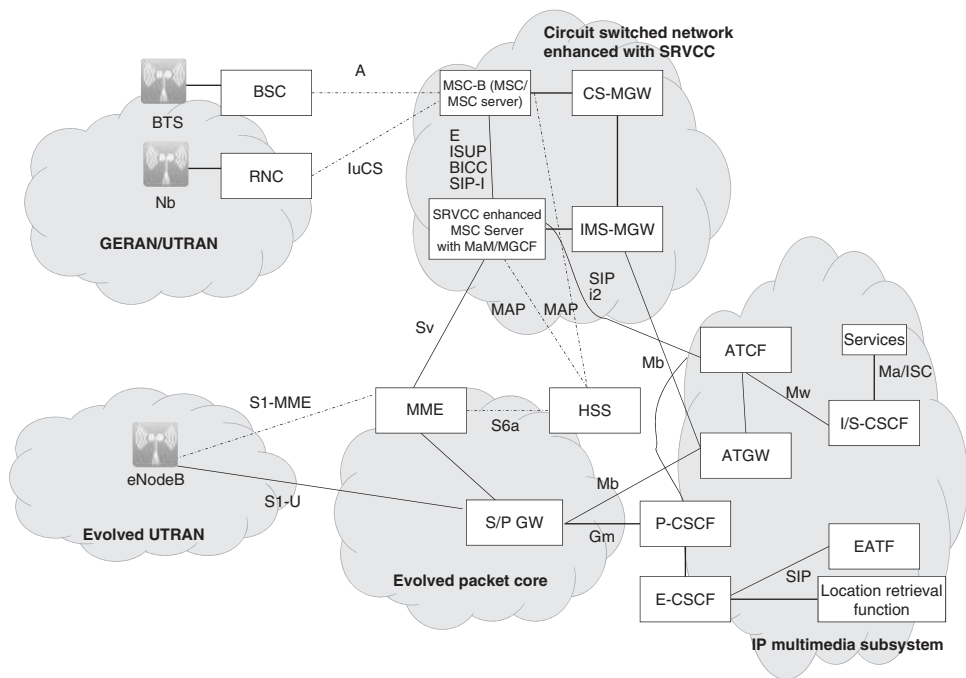 Circuit switched network
enhanced with SRVCC
A
BSC
MSC-B (MSC/
MSC server)
CS-MGW
BTS
E
ISUP
BICC
SIP-I
IuCS
RNC
Nb
SRVCC enhanced
MSC Server
with MaM/MGCF
IMS-MGW
GERAN/UTRAN
SIP
i2
MAP
MAP
Sv
Mb
ATCF
Services
Ma/ISC
S1-MME
MME
S6a
HSS
Mw
I/S-CSCF
ATGW
eNodeB
S1-U
Mb
S/P GW
Gm
P-CSCF
Evolved UTRAN
EATF
Evolved packet core
SIP
E-CSCF
Location retrieval
function
IP multimedia subsystem